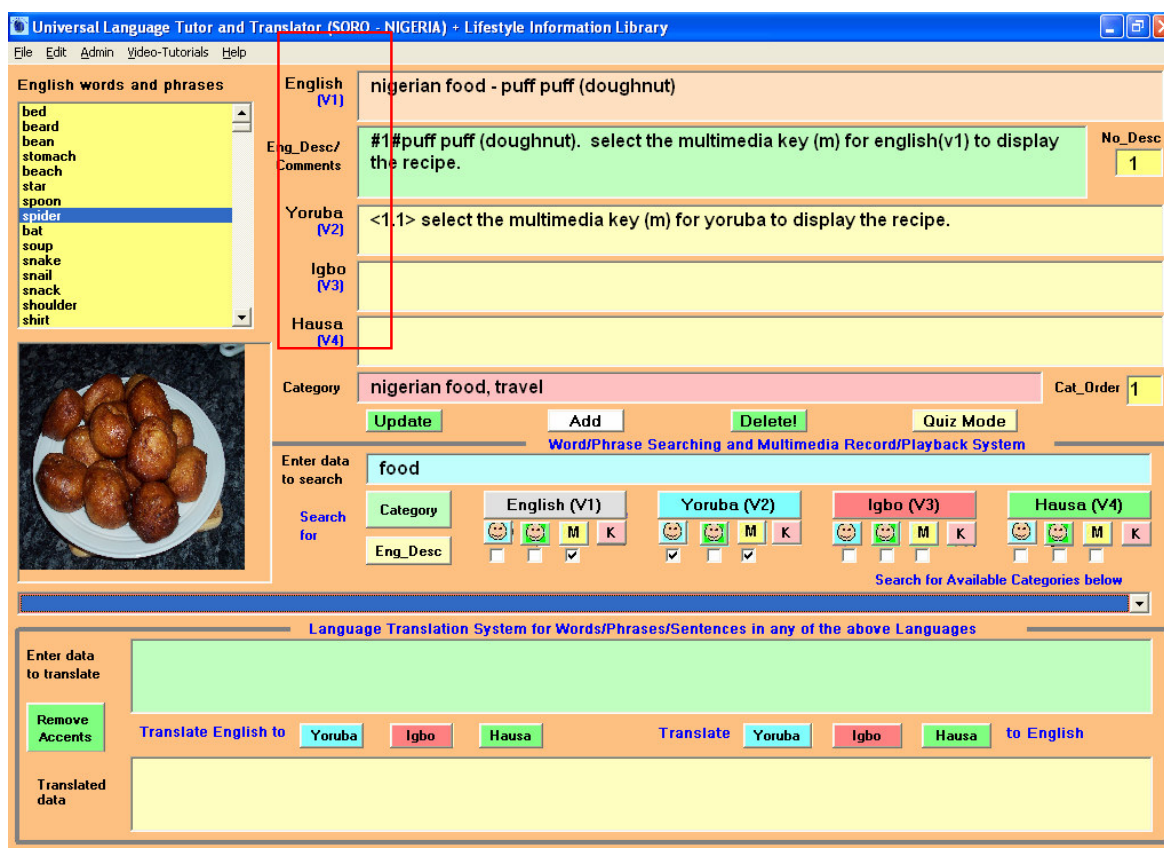 Universal Language Tutor and Translator (SORO - NIGERIA) + Lifestyle Information Library
File Edit Admin Video-Tutorials Help
English words and phrases
bed
beard
bean
stomach
beach
star
spoon
spider
bat
soup
snake
snail
snack
shoulder
shirt
English
(V1)
nigerian food - puff puff (doughnut)
Eng_Desc/
Comments
#1#puff puff (doughnut). select the multimedia key (m) for english(v1) to display
the recipe.
No_Desc
1
Yoruba
(V2)
<1.1> select the multimedia key (m) for yoruba to display the recipe.
Igbo
(V3)
Hausa
(V4)
Category
nigerian food, travel
Cat_Order 1
Update Add Delete! Quiz Mode
Word/Phrase Searching and Multimedia Record/Playback System
Enter data
to search
food
Search
for
Category
Eng_Desc
English (V1) Yoruba (V2) Igbo (V3) Hausa (V4)
M K M K M K M K
Search for Available Categories below
Language Translation System for Words/Phrases/Sentences in any of the above Languages
Enter data
to translate
Remove
Accents
Translate English to Yoruba Igbo Hausa Translate Yoruba Igbo Hausa to English
Translated
data